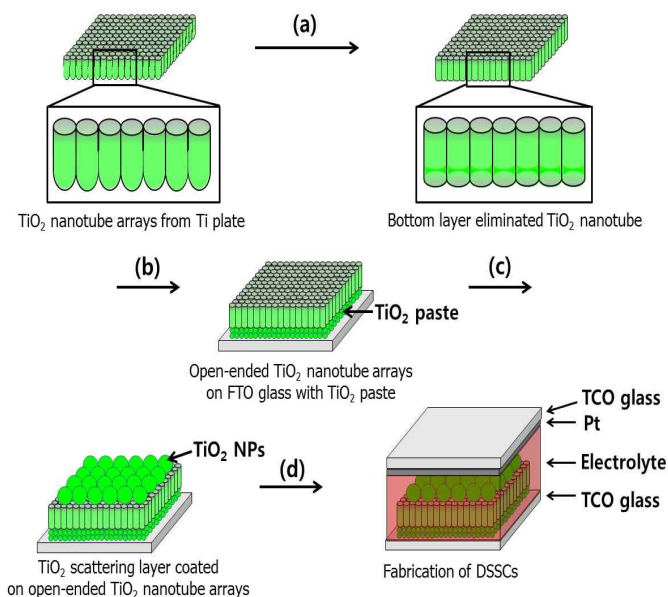 (a)
TiO₂ nanotube arrays from Ti plate
Bottom layer eliminated TiO₂ nanotube
(b)
(c)
TiO₂ paste
Open-ended TiO₂ nanotube arrays
on FTO glass with TiO₂ paste
TiO₂ NPs
(d)
TCO glass
Pt
Electrolyte
TCO glass
TiO₂ scattering layer coated
on open-ended TiO₂ nanotube arrays
Fabrication of DSSCs